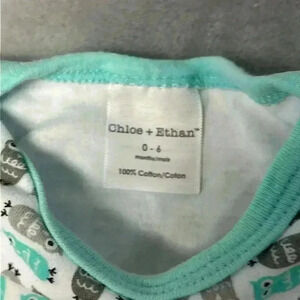 Chloe + Ethan™
0 - 6
months/mois
100% Cotton/Coton